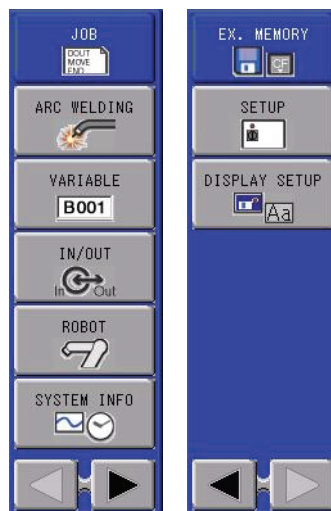 JOB
DOUT
MOVE
END
ARC WELDING
VARIABLE
B001
IN/OUT
In Out
ROBOT
SYSTEM INFO
EX. MEMORY
CF
SETUP
DISPLAY SETUP
Aa